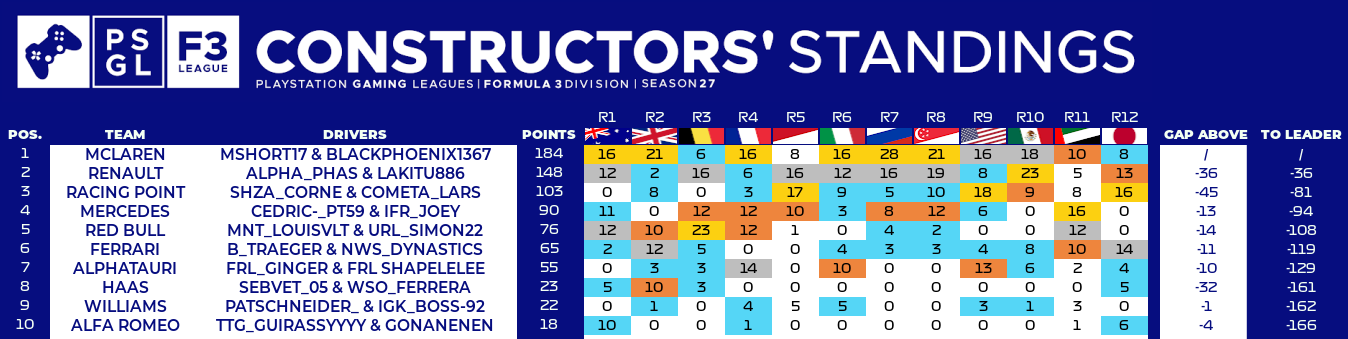 PS GL
F3 LEAGUE
CONSTRUCTORS' STANDINGS
PLAYSTATION GAMING LEAGUES | FORMULA 3 DIVISION | SEASON 27
R1 R2 R3 R4 R5 R6 R7 R8 R9 R10 R11 R12
POS. TEAM DRIVERS POINTS GAP ABOVE TO LEADER
1 MCLAREN MSHORT17 & BLACKPHOENIX1367 184 16 21 6 16 8 16 28 21 16 18 10 8 / /
2 RENAULT ALPHA_PHAS & LAKITU886 148 12 2 16 6 16 12 16 19 8 23 5 13 -36 -36
3 RACING POINT SHZA_CORNE & COMETA_LARS 103 0 8 0 3 17 9 5 10 18 9 8 16 -45 -81
4 MERCEDES CEDRIC-_PT59 & IFR_JOEY 90 11 0 12 12 10 3 8 12 6 0 16 0 -13 -94
5 RED BULL MNT_LOUISVLT & URL_SIMON22 76 12 10 23 12 1 0 4 2 0 0 12 0 -14 -108
6 FERRARI B_TRAEGER & NWS_DYNASTICS 65 2 12 5 0 0 4 3 3 4 8 10 14 -11 -119
7 ALPHATAURI FRL_GINGER & FRL SHAPELELEE 55 0 3 3 14 0 10 0 0 13 6 2 4 -10 -129
8 HAAS SEBVET_05 & WSO_FERRERA 23 5 10 3 0 0 0 0 0 0 0 0 5 -32 -161
9 WILLIAMS PATSCHNEIDER_ & IGK_BOSS-92 22 0 1 0 4 5 5 0 0 3 1 3 0 -1 -162
10 ALFA ROMEO TTG_GUIRASSYYYY & GONANENEN 18 10 0 0 1 0 0 0 0 0 0 1 6 -4 -166